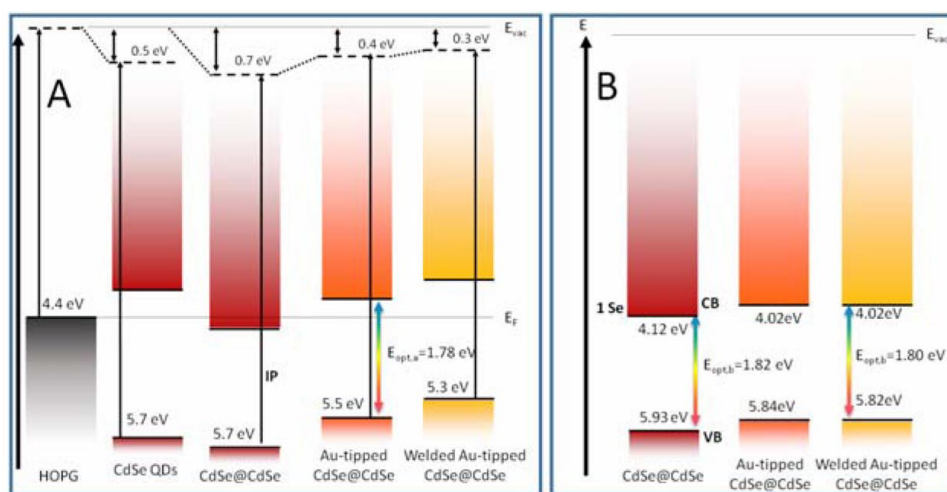 A
E_vac
0.5 eV
0.7 eV
0.4 eV
0.3 eV
4.4 eV
E_F
IP
E_opt,a=1.78 eV
5.7 eV
5.7 eV
5.5 eV
5.3 eV
HOPG
CdSe QDs
CdSe@CdSe
Au-tipped
CdSe@CdSe
Welded Au-tipped
CdSe@CdSe
B
E
E_vac
1 Se
CB
4.12 eV
4.02eV
4.02eV
E_opt,b=1.82 eV
E_opt,b=1.80 eV
5.93 eV
5.84eV
5.82eV
VB
CdSe@CdSe
Au-tipped
CdSe@CdSe
Welded Au-tipped
CdSe@CdSe